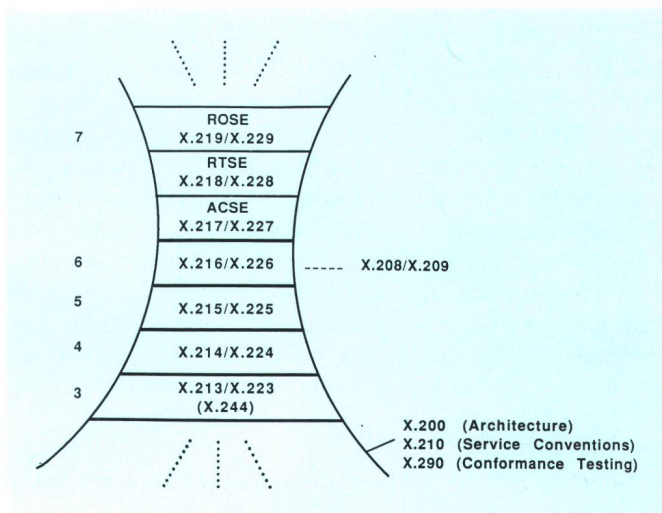 ROSE
7
X.219/X.229
RTSE
X.218/X.228
ACSE
X.217/X.227
6
X.216/X.226
X.208/X.209
5
X.215/X.225
4
X.214/X.224
3
X.213/X.223
(X.244)
X.200 (Architecture)
X.210 (Service Conventions)
X.290 (Conformance Testing)